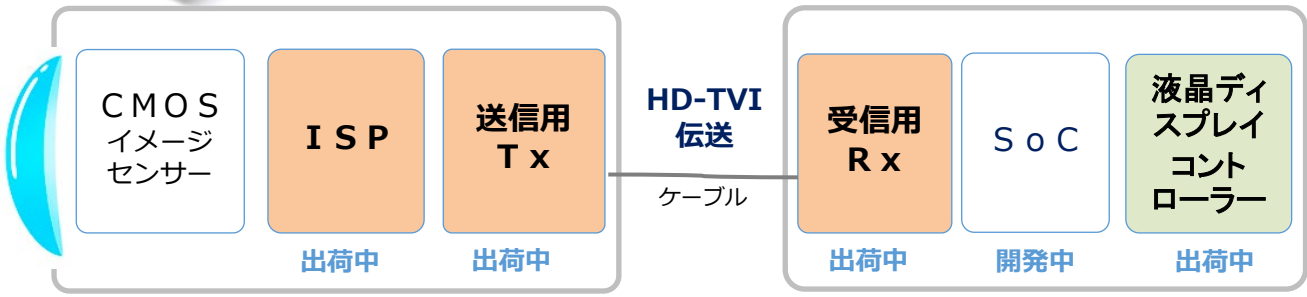 ＣＭＯＳ
イメージ
センサー
ＩＳＰ
送信用
Ｔｘ
HD-TVI
伝送
ケーブル
受信用
Ｒｘ
ＳｏＣ
液晶ディ
スプレイ
コント
ローラー
出荷中
出荷中
出荷中
開発中
出荷中